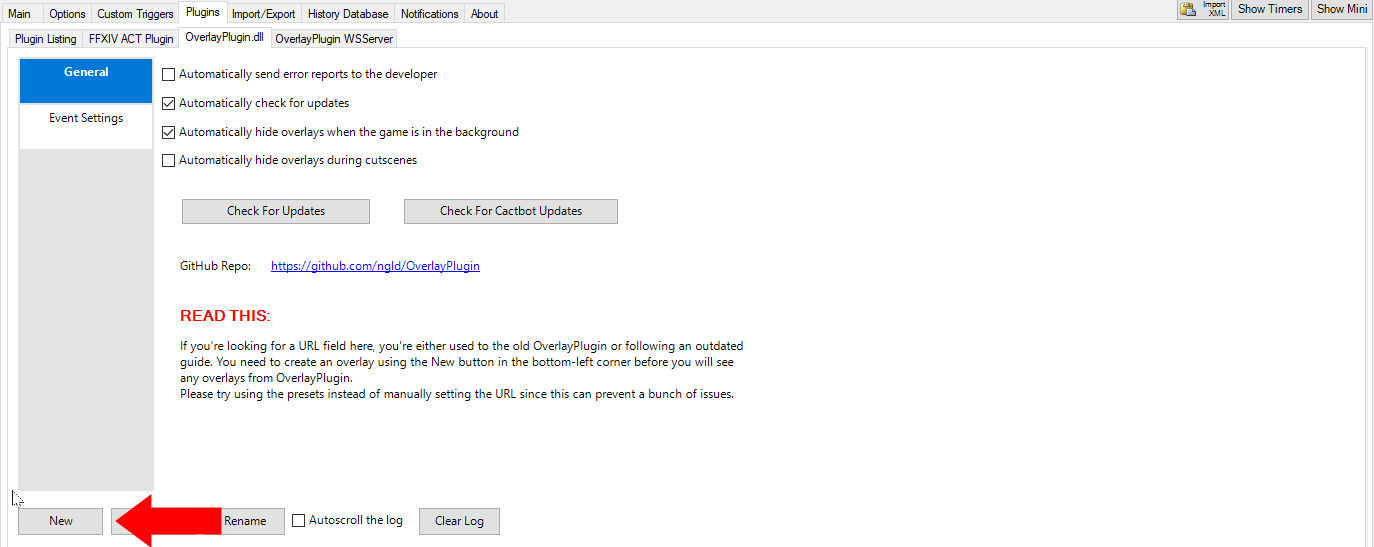 Main Options Custom Triggers Plugins Import/Export History Database Notifications About Import XML Show Timers Show Mini
Plugin Listing FFXIV ACT Plugin OverlayPlugin.dll OverlayPlugin WSServer
General
Event Settings
Automatically send error reports to the developer
Automatically check for updates
Automatically hide overlays when the game is in the background
Automatically hide overlays during cutscenes
Check For Updates Check For Cactbot Updates
GitHub Repo: https://github.com/ngld/OverlayPlugin
READ THIS:
If you're looking for a URL field here, you're either used to the old OverlayPlugin or following an outdated
guide. You need to create an overlay using the New button in the bottom-left corner before you will see
any overlays from OverlayPlugin.
Please try using the presets instead of manually setting the URL since this can prevent a bunch of issues.
New Rename Autoscroll the log Clear Log